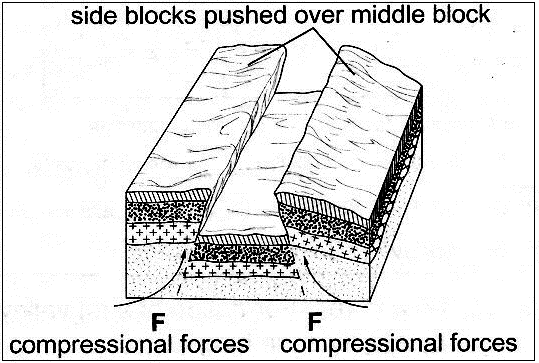 side blocks pushed over middle block
F F
compressional forces compressional forces